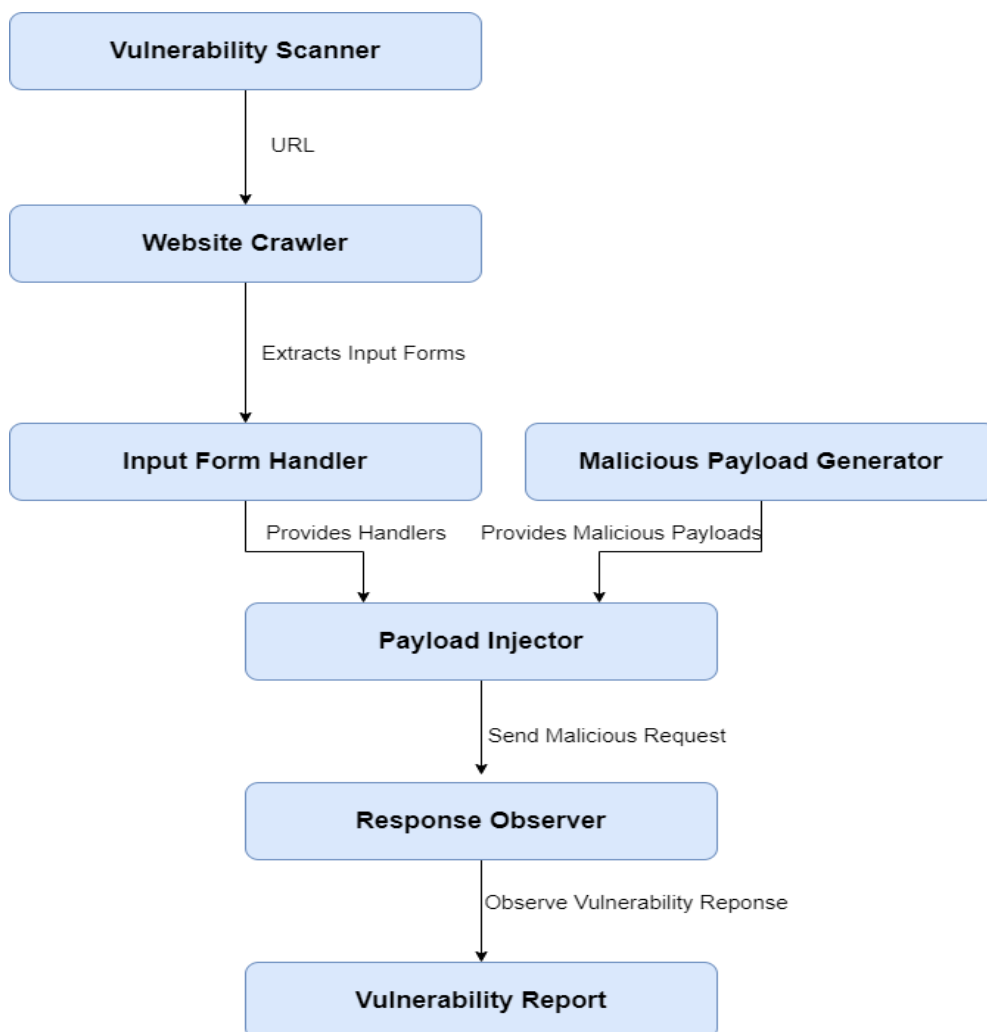 Vulnerability Scanner
URL
Website Crawler
Extracts Input Forms
Input Form Handler
Malicious Payload Generator
Provides Handlers
Provides Malicious Payloads
Payload Injector
Send Malicious Request
Response Observer
Observe Vulnerability Reponse
Vulnerability Report